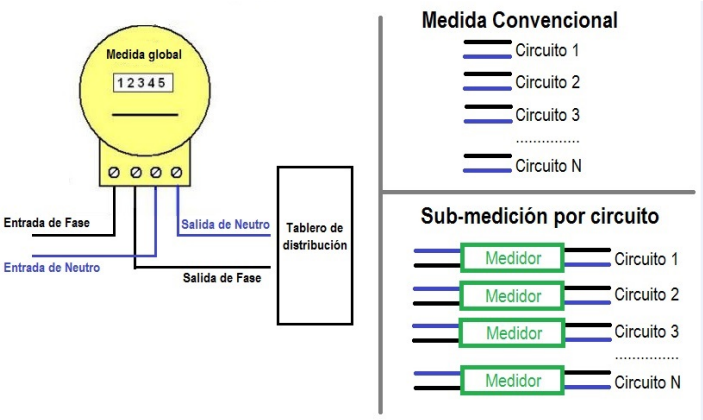 Medida global
12345
Entrada de Fase
Salida de Neutro
Entrada de Neutro
Salida de Fase
Tablero de
distribución
Medida Convencional
Circuito 1
Circuito 2
Circuito 3
...............
Circuito N
Sub-medición por circuito
Medidor Circuito 1
Medidor Circuito 2
Medidor Circuito 3
...............
Medidor Circuito N